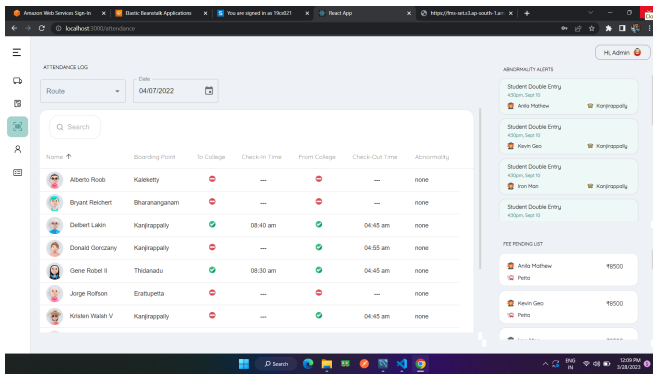 Amazon Web Services Sign-In
Elastic Beanstalk Applications
You are signed in as 19cs021
React App
https://fms-set.s3.ap-south-1.am
localhost:3000/attendance
Hi, Admin
ATTENDANCE LOG
Route
Date
04/07/2022
Search
Name Boarding Point To College Check-In Time From College Check-Out Time Abnormality
Alberto Roob Kaleketty --- --- none
Bryant Reichert Bharananganam --- --- none
Delbert Lakin Kanjirappally 08:40 am 04:45 am none
Donald Gorczany Kanjirappally --- 04:55 am none
Gene Robel II Thidanadu 08:30 am 04:45 am none
Jorge Rolfson Erattupetta --- --- none
Kristen Walsh V Kanjirappally --- 04:45 am none
ABNORMALITY ALERTS
Student Double Entry
4:30pm, Sept 10
Anila Mathew Kanjirappally
Student Double Entry
4:30pm, Sept 10
Kevin Geo Kanjirappally
Student Double Entry
4:30pm, Sept 10
Iron Man Kanjirappally
Student Double Entry
4:30pm, Sept 10
FEE PENDING LIST
Anila Mathew ₹8500
Petta
Kevin Geo ₹8500
Petta
Search
ENG
IN
12:09 PM
3/28/2023